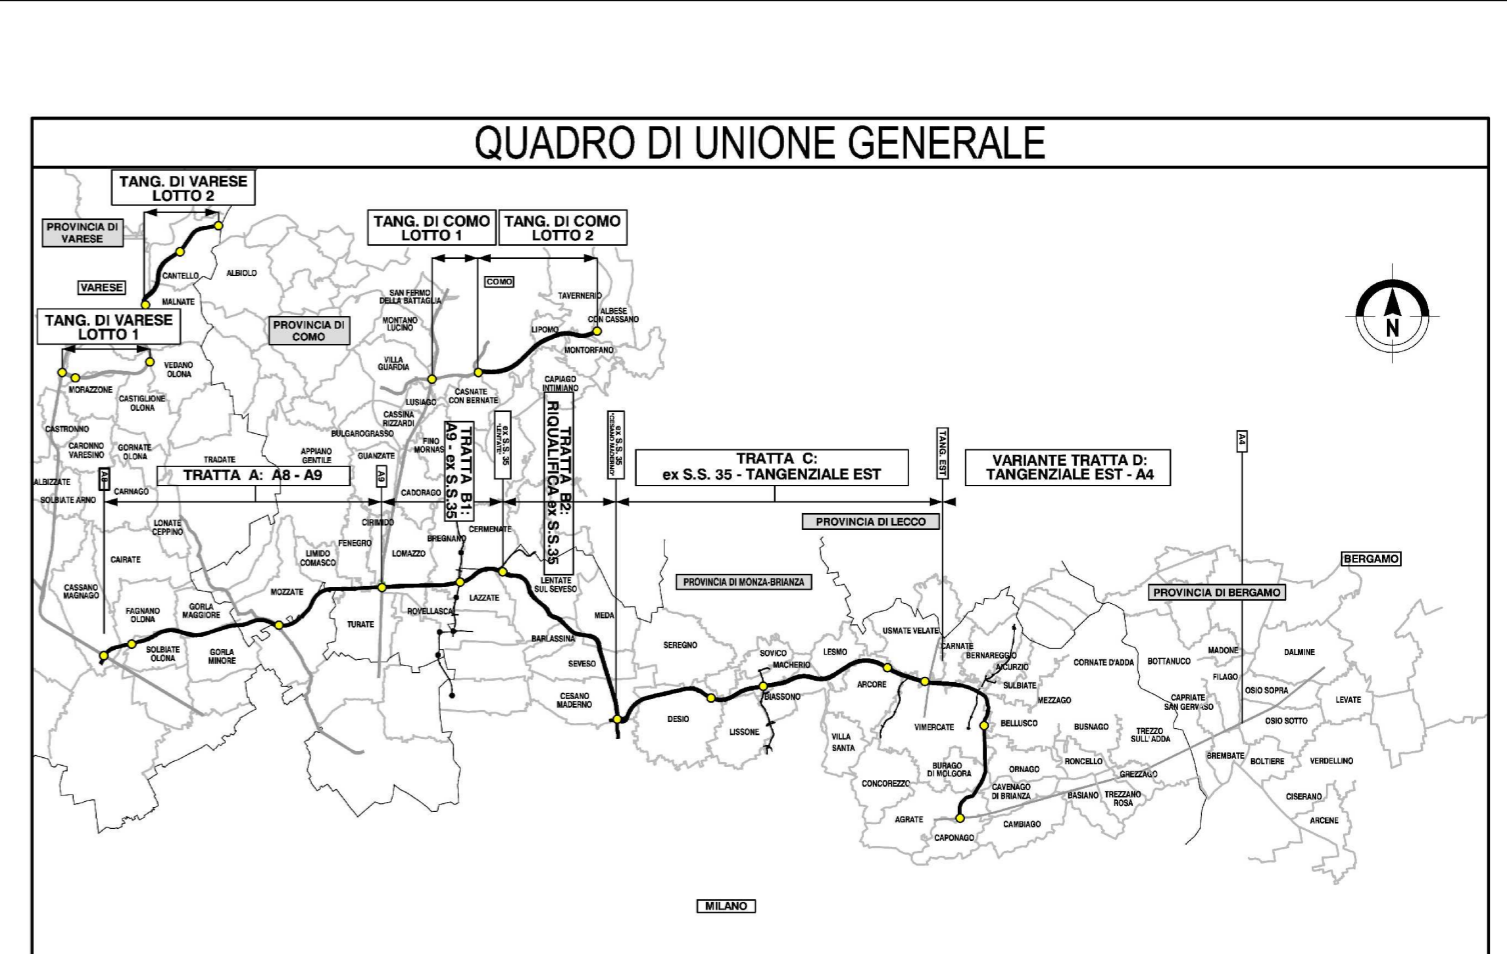 QUADRO DI UNIONE GENERALE
TANG. DI VARESE
LOTTO 2
PROVINCIA DI
VARESE
CANTELLO
ALBIOLO
VARESE
MALNATE
TANG. DI VARESE
LOTTO 1
PROVINCIA DI
COMO
TANG. DI COMO
LOTTO 1
TANG. DI COMO
LOTTO 2
COMO
SAN FERMO
DELLA BATTAGLIA
MONTANO
LUCINO
TAVERNERIO
ALBESE
CON CASSANO
LIPOMO
MONTORFANO
VILLA
GUARDIA
VEDANO
OLONA
MORAZZONE
CASTIGLIONE
OLONA
CAPIAGO
INTIMIANO
CASNATE
CON BERNATE
LUSIAGO
CASSINA
RIZZARDI
BULGAROGRASSO
CASTRONNO
CARONNO
VARESINO
GORNATE
OLONA
TRADATE
APPIANO
GENTILE
GUANZATE
FINO
MORNAS
TRATTA B1:
A9 - ex S.S.35
ex S.S. 35
"LENTATE"
TRATTA B2:
RIQUALIFICA ex S.S.35
ex S.S. 35
"CESANO MADERNO"
TRATTA C:
ex S.S. 35 - TANGENZIALE EST
TANG. EST
VARIANTE TRATTA D:
TANGENZIALE EST - A4
A4
N
A8
TRATTA A: A8 - A9
A9
ALBIZZATE
SOLBIATE ARNO
CARNAGO
CADORAGO
LONATE
CEPPINO
CIRIMIDO
CERMENATE
BREGNANO
FENEGRO
LIMIDO
COMASCO
LOMAZZO
CAIRATE
PROVINCIA DI LECCO
PROVINCIA DI MONZA-BRIANZA
BERGAMO
PROVINCIA DI BERGAMO
CASSANO
MAGNAGO
MOZZATE
FAGNANO
OLONA
GORLA
MAGGIORE
TURATE
ROVELLASCA
LAZZATE
LENTATE
SUL SEVESO
MEDA
BARLASSINA
SOLBIATE
OLONA
GORLA
MINORE
SEVESO
SEREGNO
SOVICO
MACHERIO
LESMO
USMATE VELATE
CARNATE
BERNAREGGIO
AICURZIO
CORNATE D'ADDA
BOTTANUCO
MADONE
DALMINE
FILAGO
CESANO
MADERNO
DESIO
BIASSONO
ARCORE
SULBIATE
MEZZAGO
CAPRIATE
SAN GERVASO
OSIO SOPRA
LEVATE
LISSONE
VILLA
SANTA
VIMERCATE
BELLUSCO
BUSNAGO
TREZZO
SULL' ADDA
OSIO SOTTO
BREMBATE
BOLTIERE
VERDELLINO
CONCOREZZO
BURAGO
DI MOLGORA
ORNAGO
RONCELLO
GREZZAGO
CAVENAGO
DI BRIANZA
BASIANO
TREZZANO
ROSA
CISERANO
ARCENE
AGRATE
CAPONAGO
CAMBIAGO
MILANO